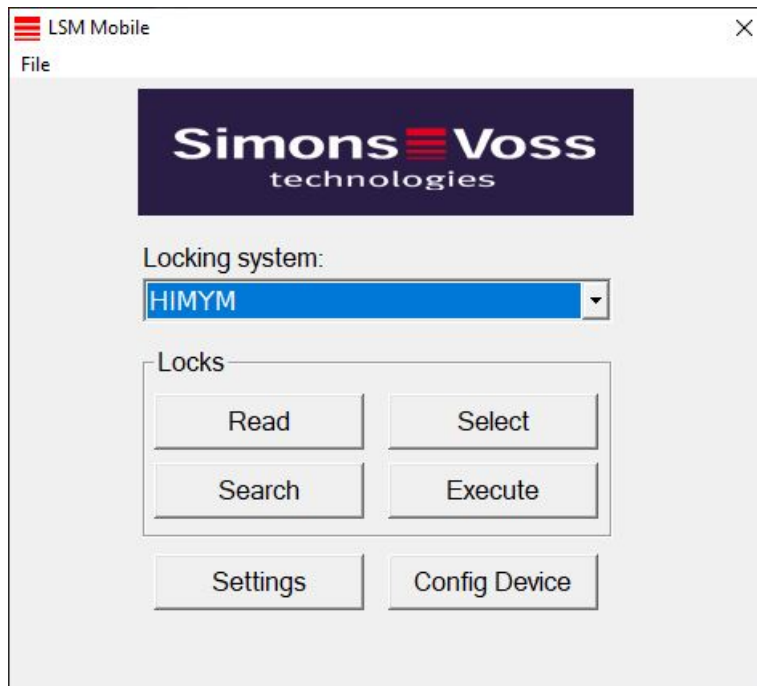 LSM Mobile
File
Simons Voss
technologies
Locking system:
HIMYM
Locks
Read
Select
Search
Execute
Settings
Config Device